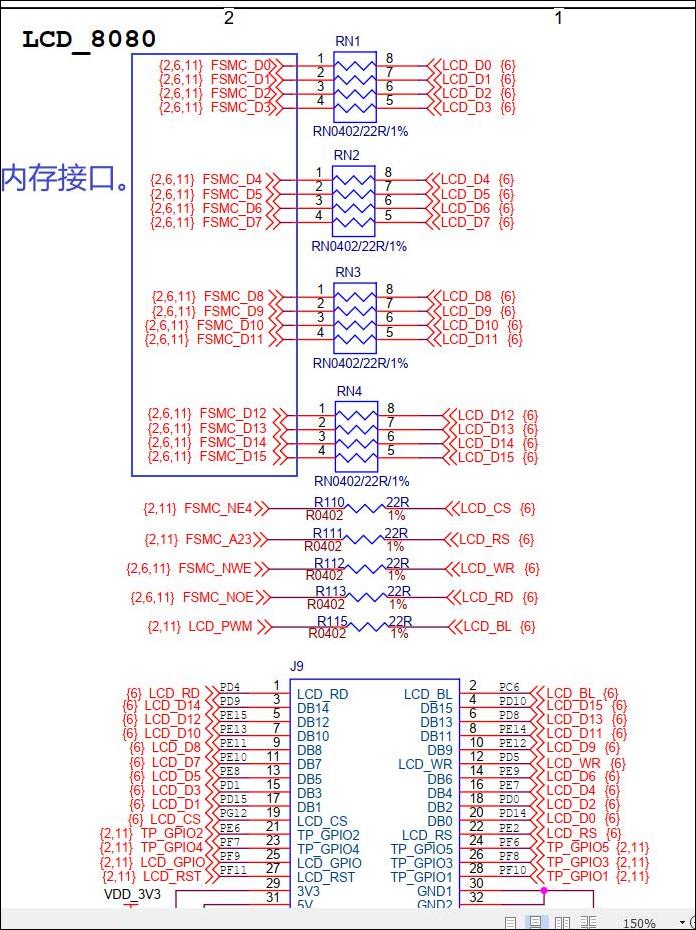 2 1
LCD_8080
RN1
{2,6,11} FSMC_D0 1 8 LCD_D0 {6}
{2,6,11} FSMC_D1 2 7 LCD_D1 {6}
{2,6,11} FSMC_D2 3 6 LCD_D2 {6}
{2,6,11} FSMC_D3 4 5 LCD_D3 {6}
RN0402/22R/1%
内存接口。
RN2
{2,6,11} FSMC_D4 1 8 LCD_D4 {6}
{2,6,11} FSMC_D5 2 7 LCD_D5 {6}
{2,6,11} FSMC_D6 3 6 LCD_D6 {6}
{2,6,11} FSMC_D7 4 5 LCD_D7 {6}
RN0402/22R/1%
RN3
{2,6,11} FSMC_D8 1 8 LCD_D8 {6}
{2,6,11} FSMC_D9 2 7 LCD_D9 {6}
{2,6,11} FSMC_D10 3 6 LCD_D10 {6}
{2,6,11} FSMC_D11 4 5 LCD_D11 {6}
RN0402/22R/1%
RN4
{2,6,11} FSMC_D12 1 8 LCD_D12 {6}
{2,6,11} FSMC_D13 2 7 LCD_D13 {6}
{2,6,11} FSMC_D14 3 6 LCD_D14 {6}
{2,6,11} FSMC_D15 4 5 LCD_D15 {6}
RN0402/22R/1%
{2,11} FSMC_NE4 R110 22R LCD_CS {6}
R0402 1%
{2,11} FSMC_A23 R111 22R LCD_RS {6}
R0402 1%
{2,6,11} FSMC_NWE R112 22R LCD_WR {6}
R0402 1%
{2,6,11} FSMC_NOE R113 22R LCD_RD {6}
R0402 1%
{2,11} LCD_PWM R115 22R LCD_BL {6}
R0402 1%
J9
{6} LCD_RD PD4 1 LCD_RD LCD_BL 2 PC6 LCD_BL {6}
{6} LCD_D14 PD9 3 DB14 DB15 4 PD10 LCD_D15 {6}
{6} LCD_D12 PE15 5 DB12 DB13 6 PD8 LCD_D13 {6}
{6} LCD_D10 PE13 7 DB10 DB11 8 PE14 LCD_D11 {6}
{6} LCD_D8 PE11 9 DB8 DB9 10 PE12 LCD_D9 {6}
{6} LCD_D7 PE10 11 DB7 LCD_WR 12 PD5 LCD_WR {6}
{6} LCD_D5 PE8 13 DB5 DB6 14 PE9 LCD_D6 {6}
{6} LCD_D3 PD1 15 DB3 DB4 16 PE7 LCD_D4 {6}
{6} LCD_D1 PD15 17 DB1 DB2 18 PD0 LCD_D2 {6}
{6} LCD_CS PG12 19 LCD_CS DB0 20 PD14 LCD_D0 {6}
{2,11} TP_GPIO2 PE6 21 TP_GPIO2 LCD_RS 22 PE2 LCD_RS {6}
{2,11} TP_GPIO4 PF7 23 TP_GPIO4 TP_GPIO5 24 PF6 TP_GPIO5 {2,11}
{2,11} LCD_GPIO PF9 25 LCD_GPIO TP_GPIO3 26 PF8 TP_GPIO3 {2,11}
{2,11} LCD_RST PF11 27 LCD_RST TP_GPIO1 28 PF10 TP_GPIO1 {2,11}
VDD_3V3 29 3V3 GND1 30
31 5V GND2 32
150%